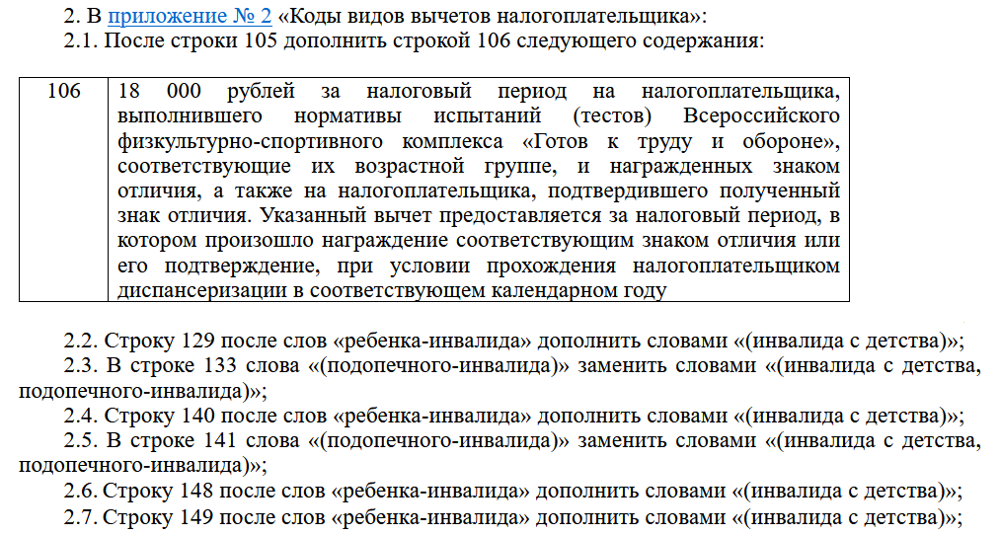 2. В приложение № 2 «Коды видов вычетов налогоплательщика»:
2.1. После строки 105 дополнить строкой 106 следующего содержания:
106 18 000 рублей за налоговый период на налогоплательщика,
выполнившего нормативы испытаний (тестов) Всероссийского
физкультурно-спортивного комплекса «Готов к труду и обороне»,
соответствующие их возрастной группе, и награжденных знаком
отличия, а также на налогоплательщика, подтвердившего полученный
знак отличия. Указанный вычет предоставляется за налоговый период, в
котором произошло награждение соответствующим знаком отличия или
его подтверждение, при условии прохождения налогоплательщиком
диспансеризации в соответствующем календарном году
2.2. Строку 129 после слов «ребенка-инвалида» дополнить словами «(инвалида с детства)»;
2.3. В строке 133 слова «(подопечного-инвалида)» заменить словами «(инвалида с детства,
подопечного-инвалида)»;
2.4. Строку 140 после слов «ребенка-инвалида» дополнить словами «(инвалида с детства)»;
2.5. В строке 141 слова «(подопечного-инвалида)» заменить словами «(инвалида с детства,
подопечного-инвалида)»;
2.6. Строку 148 после слов «ребенка-инвалида» дополнить словами «(инвалида с детства)»;
2.7. Строку 149 после слов «ребенка-инвалида» дополнить словами «(инвалида с детства)»;